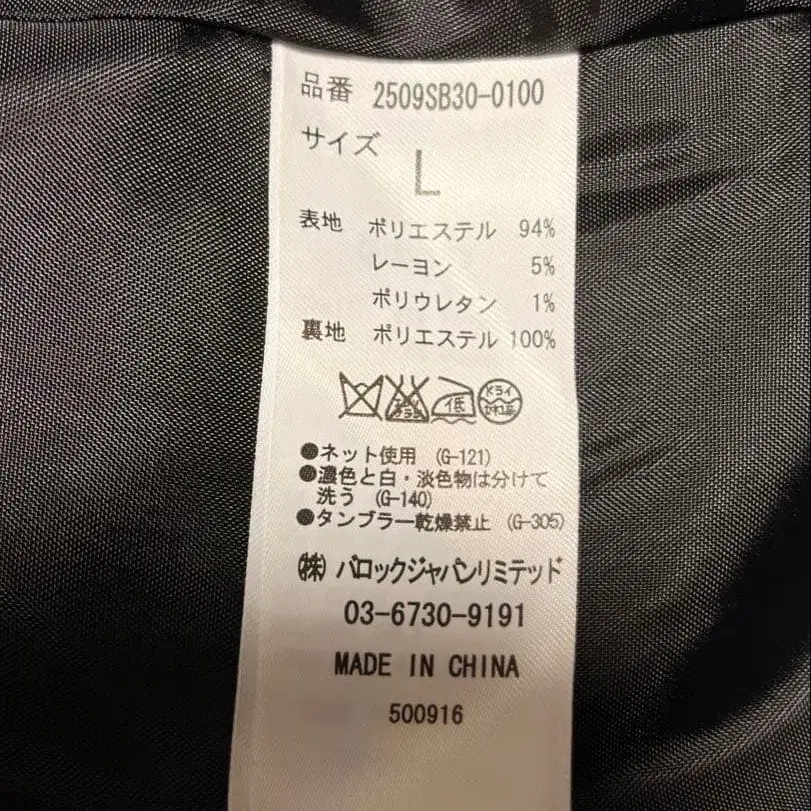 品番 2509SB30-0100
サイズ L
表地 ポリエステル 94%
レーヨン 5%
ポリウレタン 1%
裏地 ポリエステル 100%
低
●ネット使用 (G-121)
●濃色と白・淡色物は分けて
洗う (G-140)
●タンブラー乾燥禁止 (G-305)
㈱ バロックジャパンリミテッド
03-6730-9191
MADE IN CHINA
500916